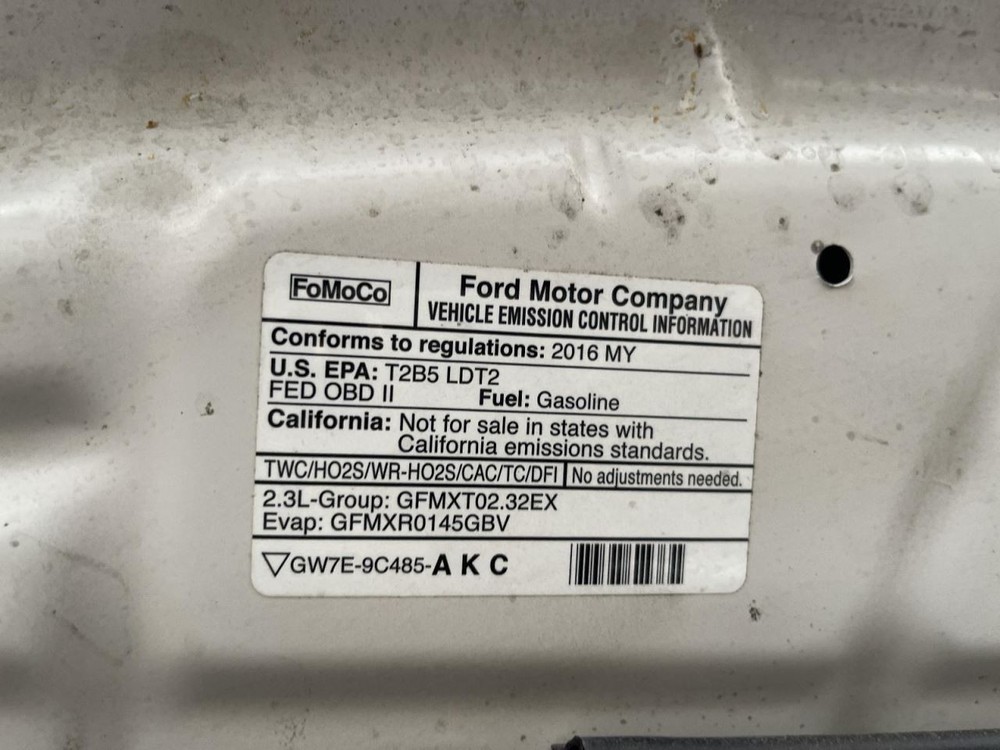 FoMoCo
Ford Motor Company
VEHICLE EMISSION CONTROL INFORMATION
Conforms to regulations: 2016 MY
U.S. EPA: T2B5 LDT2
FED OBD II Fuel: Gasoline
California: Not for sale in states with
California emissions standards.
TWC/HO2S/WR-HO2S/CAC/TC/DFI No adjustments needed.
2.3L-Group: GFMXT02.32EX
Evap: GFMXR0145GBV
▽GW7E-9C485-A K C